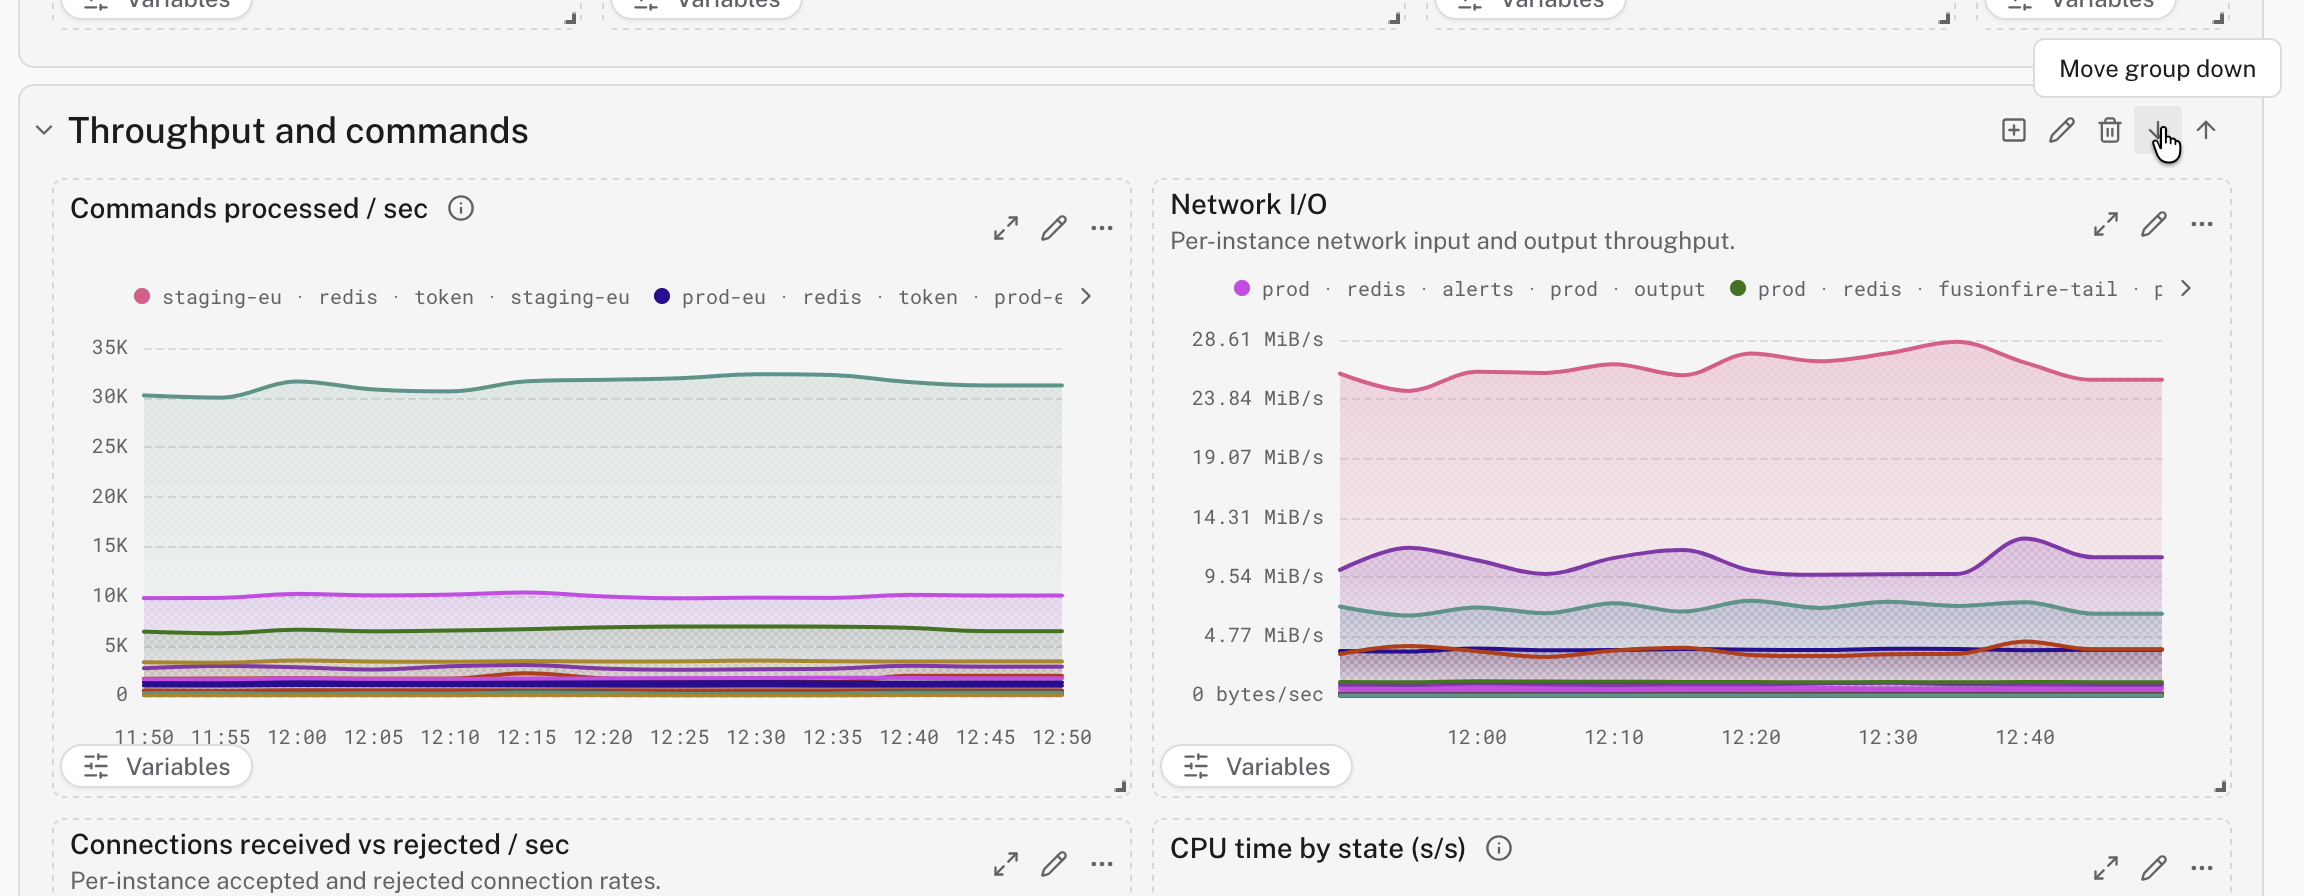 Variables Variables Variables Variables
Move group down
Throughput and commands
Commands processed / sec
staging-eu · redis · token · staging-eu prod-eu · redis · token · prod-e
35K
30K
25K
20K
15K
10K
5K
0
11:50 11:55 12:00 12:05 12:10 12:15 12:20 12:25 12:30 12:35 12:40 12:45 12:50
Variables
Network I/O
Per-instance network input and output throughput.
prod · redis · alerts · prod · output prod · redis · fusionfire-tail · p
28.61 MiB/s
23.84 MiB/s
19.07 MiB/s
14.31 MiB/s
9.54 MiB/s
4.77 MiB/s
0 bytes/sec
12:00 12:10 12:20 12:30 12:40
Variables
Connections received vs rejected / sec
Per-instance accepted and rejected connection rates.
CPU time by state (s/s)